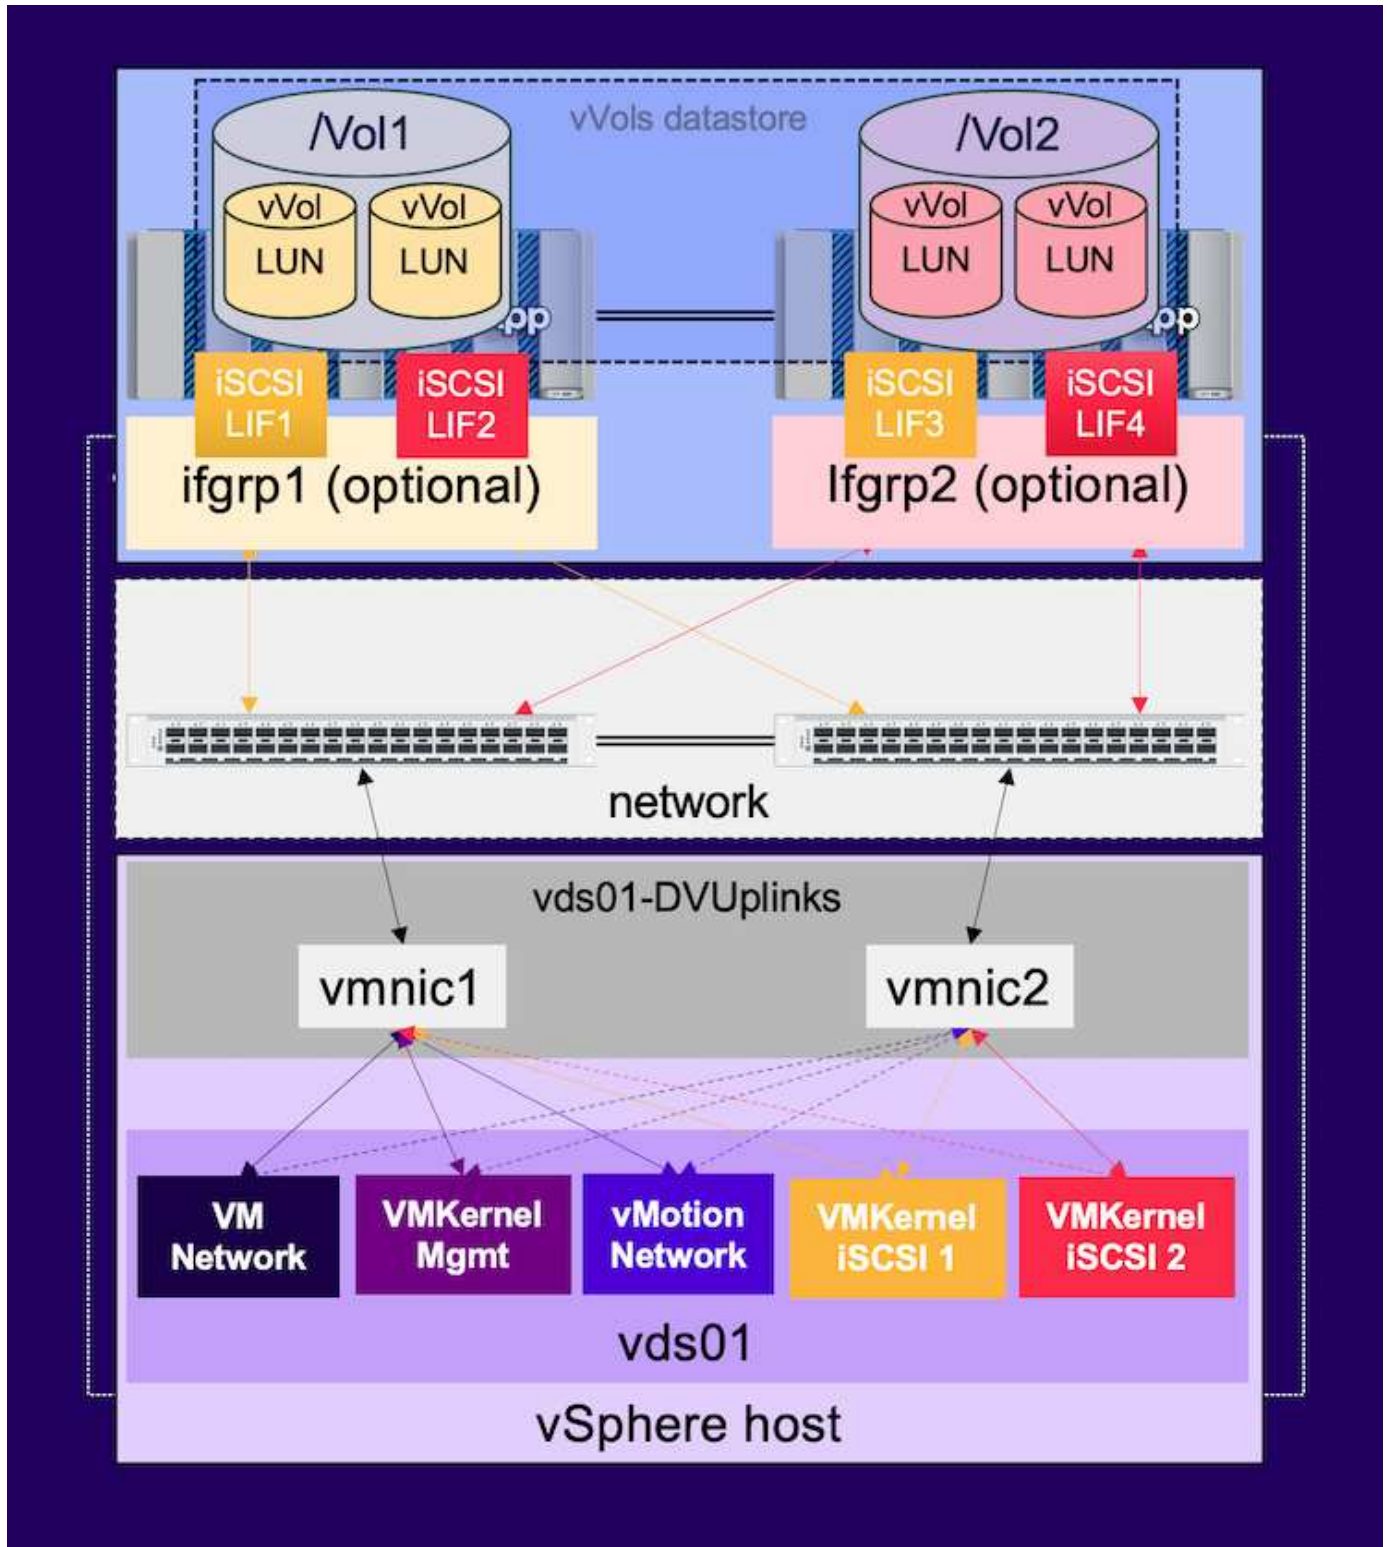 vVols datastore
/Vol1
/Vol2
vVol
vVol
vVol
vVol
LUN
LUN
LUN
LUN
pp
pp
iSCSI
LIF1
iSCSI
LIF2
iSCSI
LIF3
iSCSI
LIF4
ifgrp1 (optional)
Ifgrp2 (optional)
network
vds01-DVUplinks
vmnic1
vmnic2
VM
Network
VMKernel
Mgmt
vMotion
Network
VMKernel
iSCSI 1
VMKernel
iSCSI 2
vds01
vSphere host